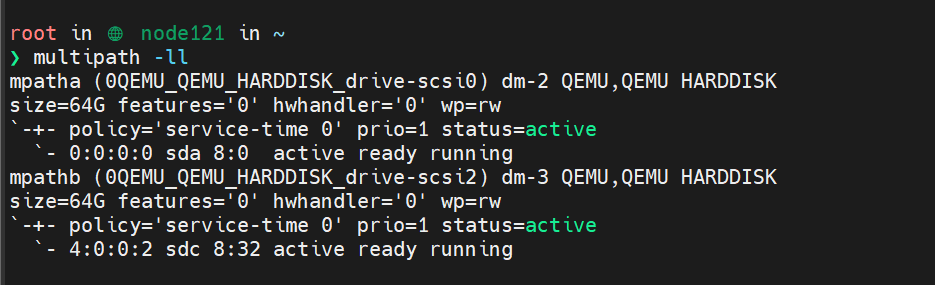 root in 🌐 node121 in ~
❯ multipath -ll
mpatha (0QEMU_QEMU_HARDDISK_drive-scsi0) dm-2 QEMU,QEMU HARDDISK
size=64G features='0' hwhandler='0' wp=rw
`-+- policy='service-time 0' prio=1 status=active
  `- 0:0:0:0 sda 8:0  active ready running
mpathb (0QEMU_QEMU_HARDDISK_drive-scsi2) dm-3 QEMU,QEMU HARDDISK
size=64G features='0' hwhandler='0' wp=rw
`-+- policy='service-time 0' prio=1 status=active
  `- 4:0:0:2 sdc 8:32 active ready running